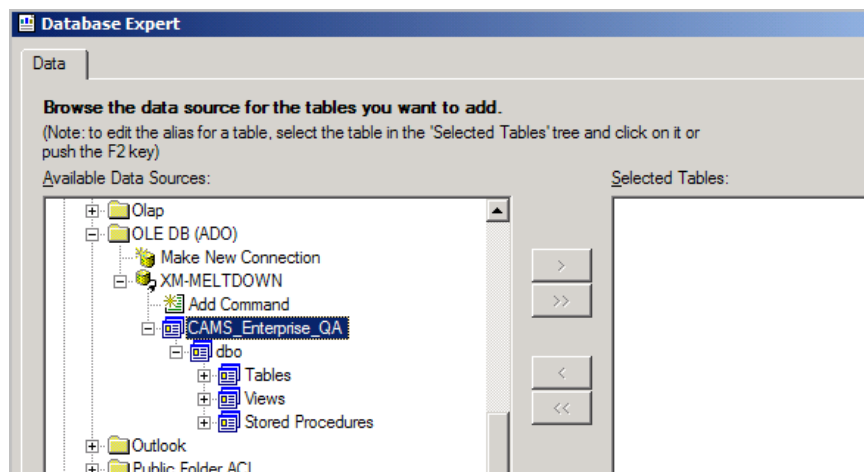 Database Expert
Data
Browse the data source for the tables you want to add.
(Note: to edit the alias for a table, select the table in the 'Selected Tables' tree and click on it or
push the F2 key)
Available Data Sources:
Selected Tables:
Olap
OLE DB (ADO)
Make New Connection
XM-MELTDOWN
Add Command
CAMS_Enterprise_QA
dbo
Tables
Views
Stored Procedures
Outlook
Public Folder ACL
>
>>
<
<<